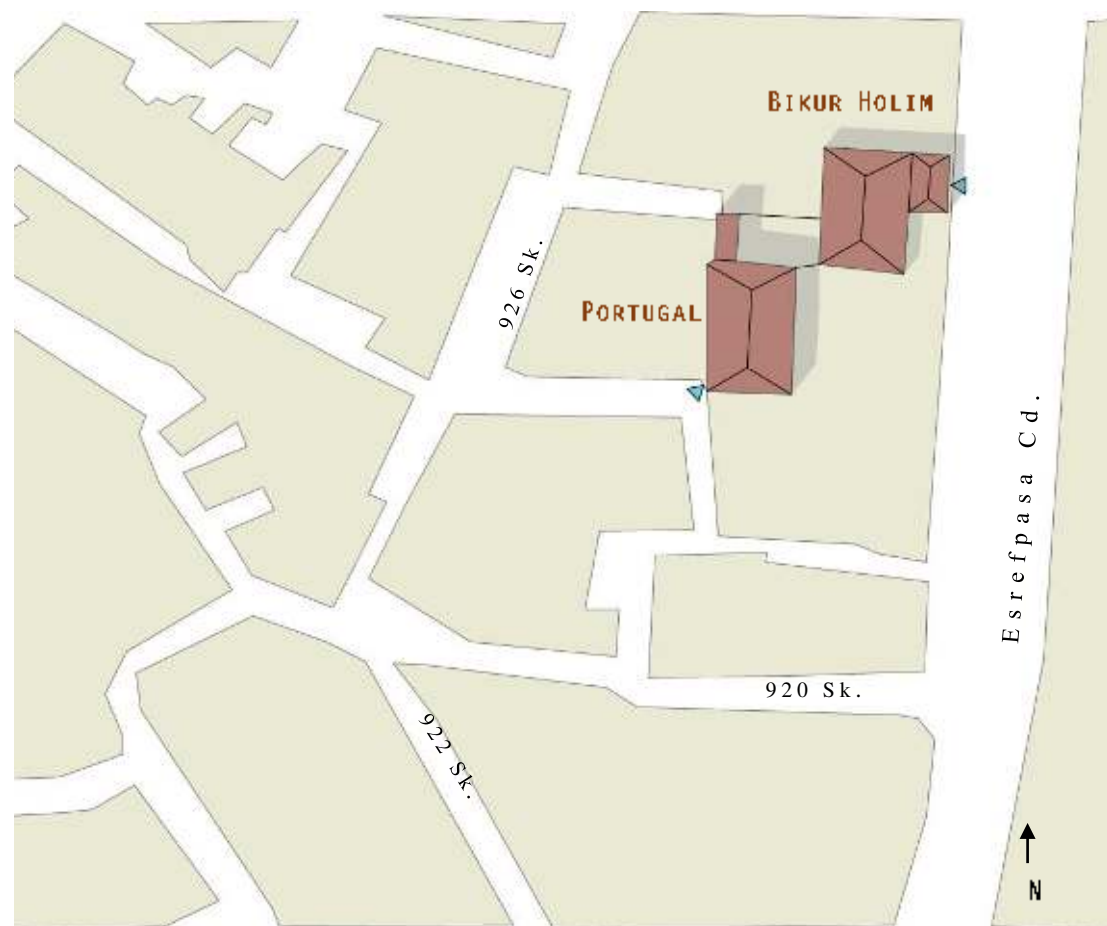 BIKUR HOLIM
926 Sk.
PORTUGAL
Esrefpasa Cd.
920 Sk.
922 Sk.
N